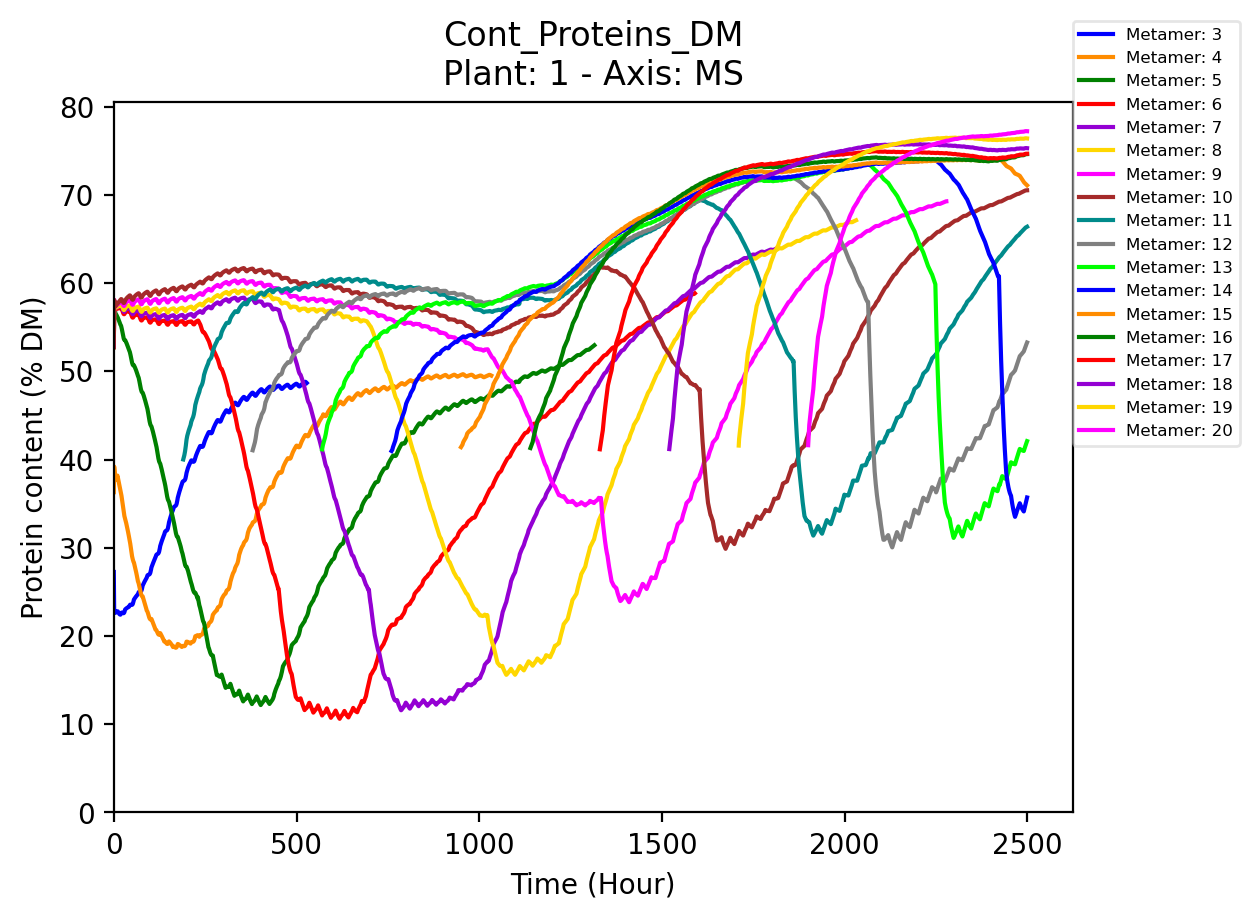 Cont_Proteins_DM
Plant: 1 - Axis: MS
Protein content (% DM)
80
70
60
50
40
30
20
10
0
0 500 1000 1500 2000 2500
Time (Hour)
Metamer: 3
Metamer: 4
Metamer: 5
Metamer: 6
Metamer: 7
Metamer: 8
Metamer: 9
Metamer: 10
Metamer: 11
Metamer: 12
Metamer: 13
Metamer: 14
Metamer: 15
Metamer: 16
Metamer: 17
Metamer: 18
Metamer: 19
Metamer: 20